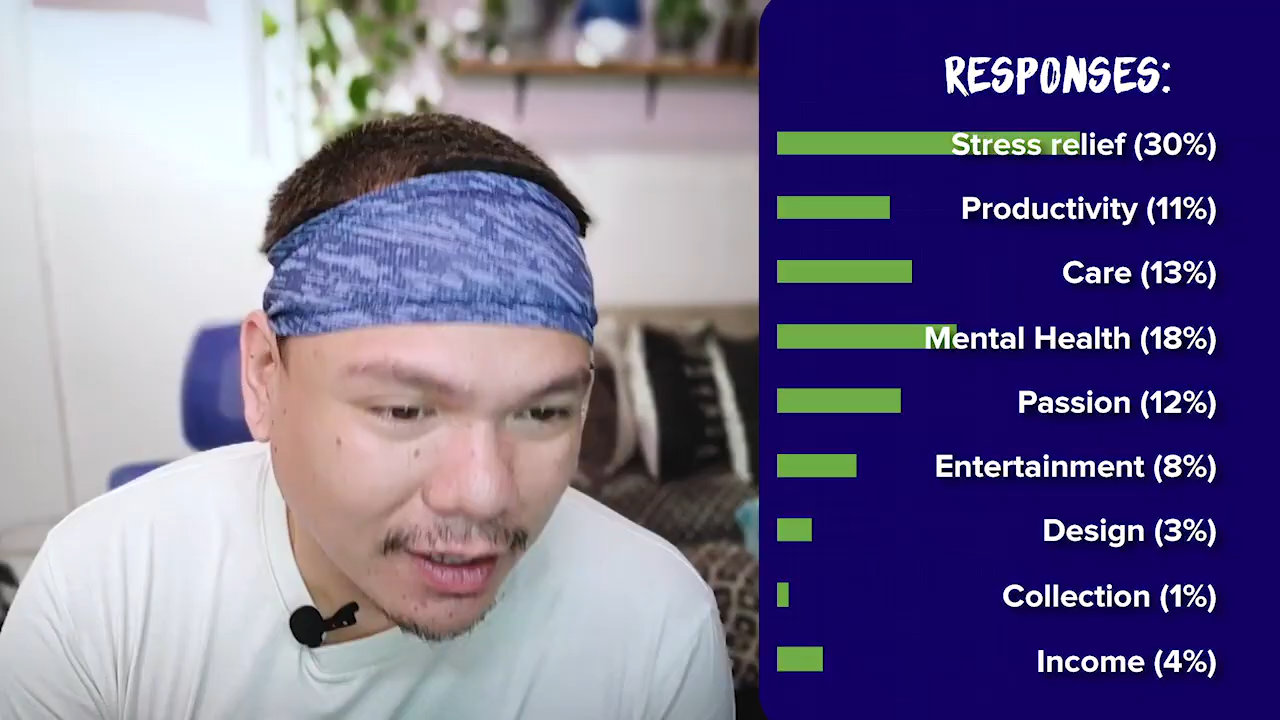 RESPONSES:
Stress relief (30%)
Productivity (11%)
Care (13%)
Mental Health (18%)
Passion (12%)
Entertainment (8%)
Design (3%)
Collection (1%)
Income (4%)